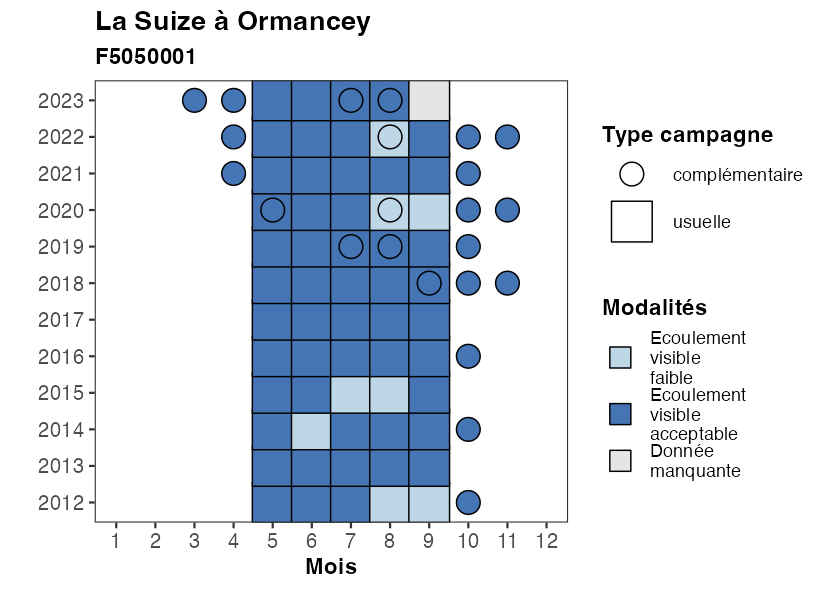 La Suize à Ormancey
F5050001
2023
2022
2021
2020
2019
2018
2017
2016
2015
2014
2013
2012
1 2 3 4 5 6 7 8 9 10 11 12
Mois
Type campagne
complémentaire
usuelle
Modalités
Ecoulement
visible
faible
Ecoulement
visible
acceptable
Donnée
manquante